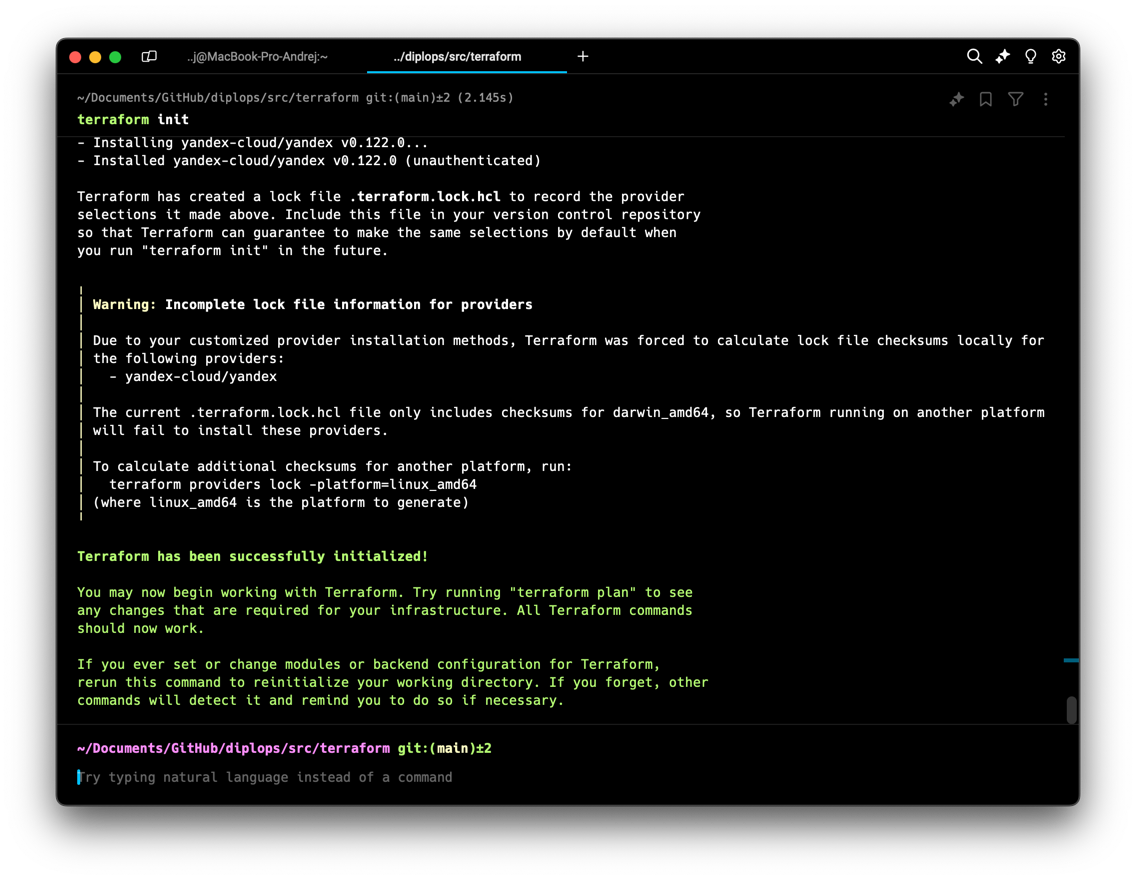 ..j@MacBook-Pro-Andrej:~
../diplops/src/terraform
~/Documents/GitHub/diplops/src/terraform git:(main)±2 (2.145s)
terraform init
- Installing yandex-cloud/yandex v0.122.0...
- Installed yandex-cloud/yandex v0.122.0 (unauthenticated)
Terraform has created a lock file .terraform.lock.hcl to record the provider
selections it made above. Include this file in your version control repository
so that Terraform can guarantee to make the same selections by default when
you run "terraform init" in the future.
Warning: Incomplete lock file information for providers
Due to your customized provider installation methods, Terraform was forced to calculate lock file checksums locally for
the following providers:
- yandex-cloud/yandex
The current .terraform.lock.hcl file only includes checksums for darwin_amd64, so Terraform running on another platform
will fail to install these providers.
To calculate additional checksums for another platform, run:
terraform providers lock -platform=linux_amd64
(where linux_amd64 is the platform to generate)
Terraform has been successfully initialized!
You may now begin working with Terraform. Try running "terraform plan" to see
any changes that are required for your infrastructure. All Terraform commands
should now work.
If you ever set or change modules or backend configuration for Terraform,
rerun this command to reinitialize your working directory. If you forget, other
commands will detect it and remind you to do so if necessary.
~/Documents/GitHub/diplops/src/terraform git:(main)±2
Try typing natural language instead of a command